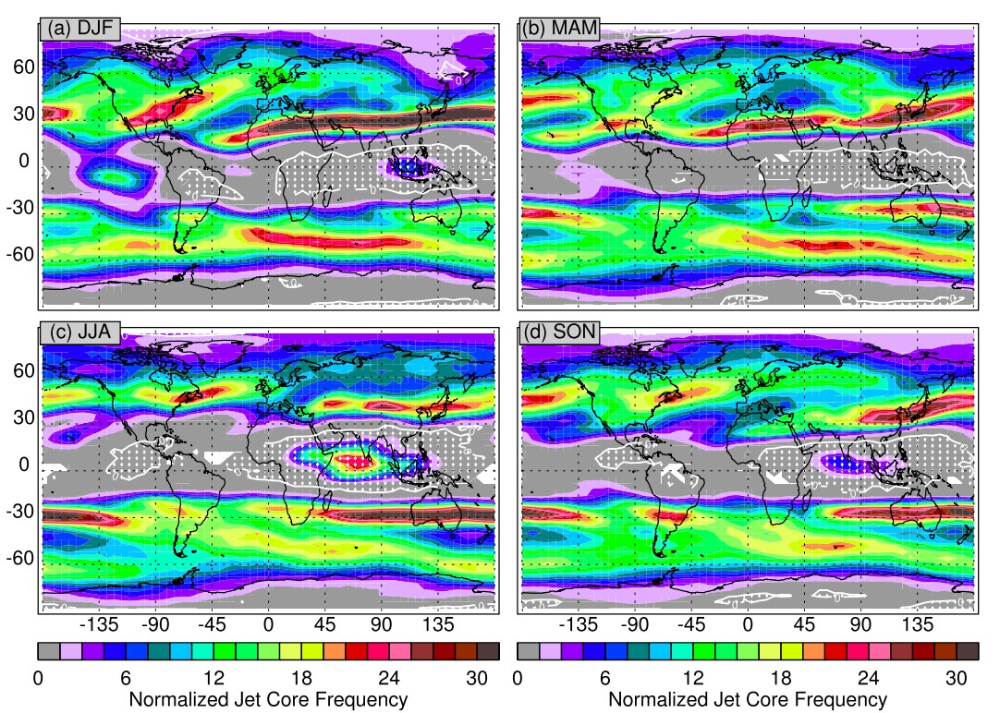 (a) DJF
(b) MAM
60
30
0
-30
-60
(c) JJA
(d) SON
60
30
0
-30
-60
-135 -90 -45 0 45 90 135
-135 -90 -45 0 45 90 135
0 6 12 18 24 30
0 6 12 18 24 30
Normalized Jet Core Frequency
Normalized Jet Core Frequency